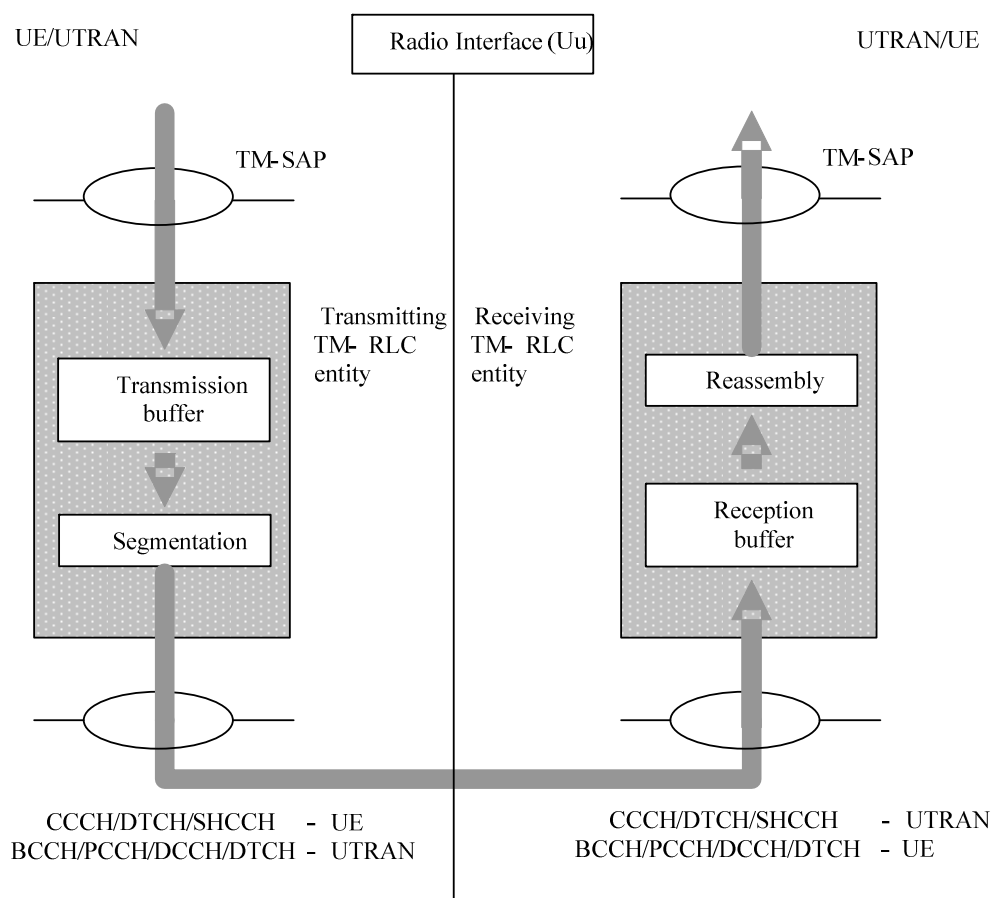 UE/UTRAN
Radio Interface (Uu)
UTRAN/UE
TM- SAP
TM- SAP
Transmitting
TM- RLC
entity
Receiving
TM- RLC
entity
Transmission
buffer
Segmentation
Reassembly
Reception
buffer
CCCH/DTCH/SHCCH - UE
BCCH/PCCH/DCCH/DTCH - UTRAN
CCCH/DTCH/SHCCH - UTRAN
BCCH/PCCH/DCCH/DTCH - UE